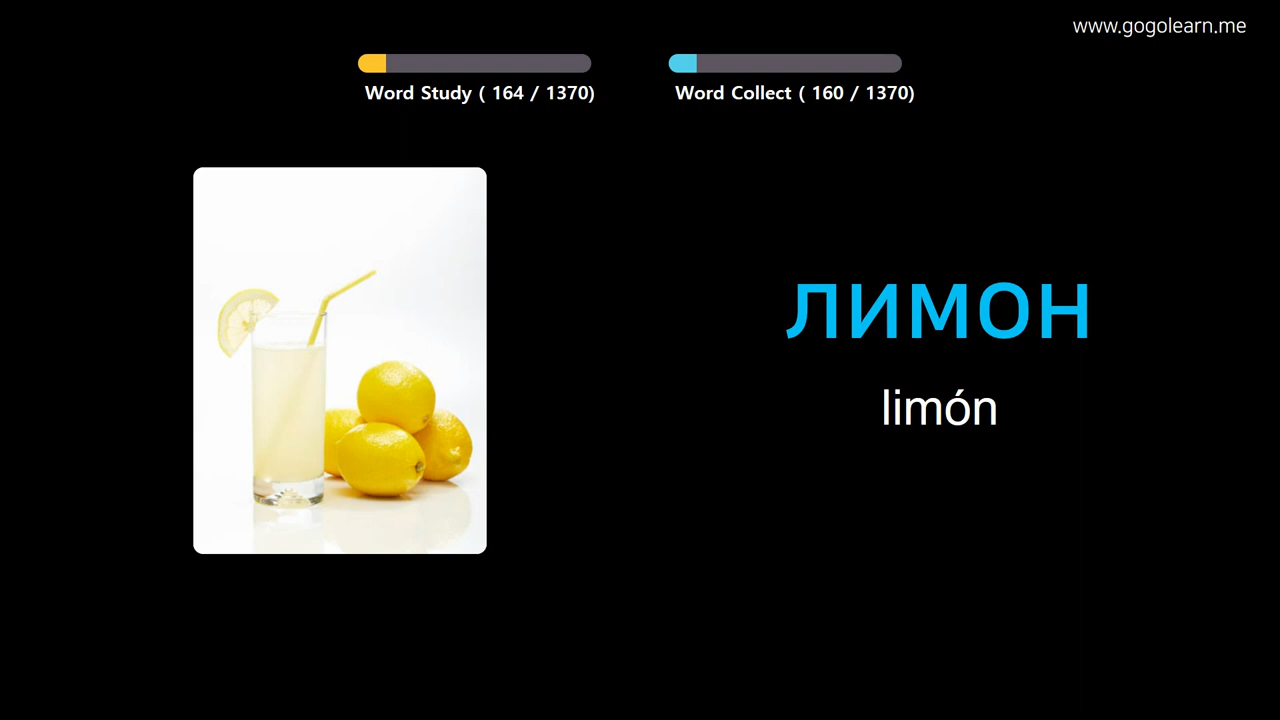 www.gogolearn.me
Word Study ( 164 / 1370)
Word Collect ( 160 / 1370)
лимон
limón